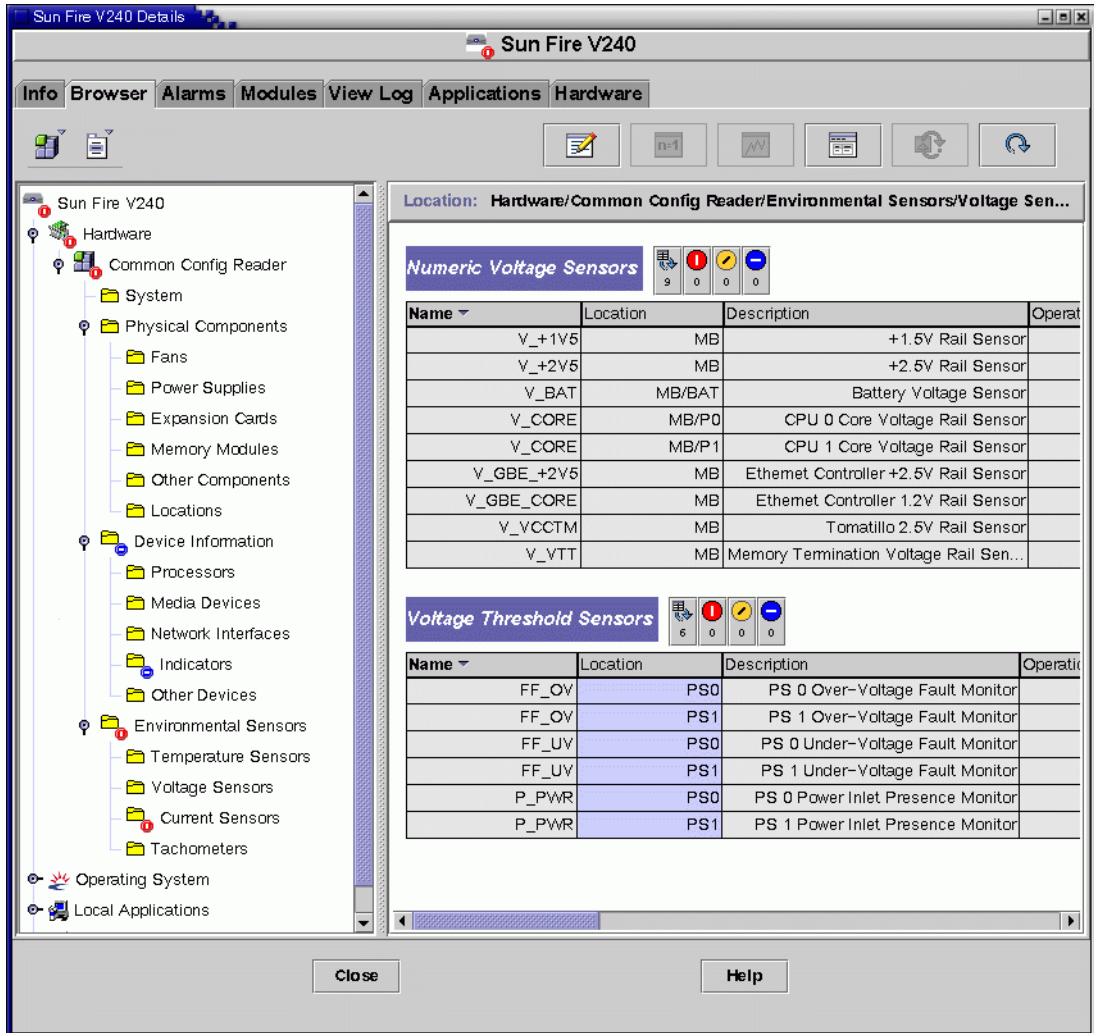 Sun Fire V240 Details
Sun Fire V240
Info Browser Alarms Modules View Log Applications Hardware
n=1
Sun Fire V240
Hardware
Common Config Reader
System
Physical Components
Fans
Power Supplies
Expansion Cards
Memory Modules
Other Components
Locations
Device Information
Processors
Media Devices
Network Interfaces
Indicators
Other Devices
Environmental Sensors
Temperature Sensors
Voltage Sensors
Current Sensors
Tachometers
Operating System
Local Applications
Location: Hardware/Common Config Reader/Environmental Sensors/Voltage Sen...
Numeric Voltage Sensors 9 0 0 0
Name Location Description Operat
V_+1V5 MB +1.5V Rail Sensor
V_+2V5 MB +2.5V Rail Sensor
V_BAT MB/BAT Battery Voltage Sensor
V_CORE MB/P0 CPU 0 Core Voltage Rail Sensor
V_CORE MB/P1 CPU 1 Core Voltage Rail Sensor
V_GBE_+2V5 MB Ethernet Controller +2.5V Rail Sensor
V_GBE_CORE MB Ethernet Controller 1.2V Rail Sensor
V_VCCTM MB Tomatillo 2.5V Rail Sensor
V_VTT MB Memory Termination Voltage Rail Sen...
Voltage Threshold Sensors 6 0 0 0
Name Location Description Operatio
FF_OV PS0 PS 0 Over-Voltage Fault Monitor
FF_OV PS1 PS 1 Over-Voltage Fault Monitor
FF_UV PS0 PS 0 Under-Voltage Fault Monitor
FF_UV PS1 PS 1 Under-Voltage Fault Monitor
P_PWR PS0 PS 0 Power Inlet Presence Monitor
P_PWR PS1 PS 1 Power Inlet Presence Monitor
Close Help